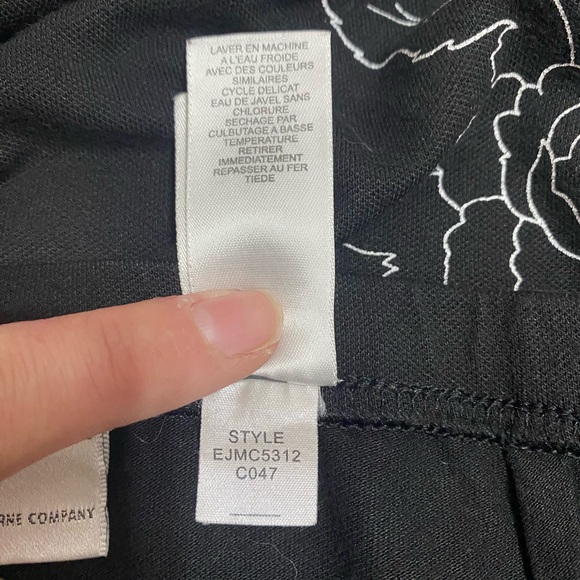 LAVER EN MACHINE
A L'EAU FROIDE
AVEC DES COULEURS
SIMILAIRES
CYCLE DELICAT
EAU DE JAVEL SANS
CHLORURE
SECHAGE PAR
CULBUTAGE A BASSE
TEMPERATURE
RETIRER
IMMEDIATEMENT
REPASSER AU FER
TIEDE
STYLE
EJMC5312
C047
COMPANY